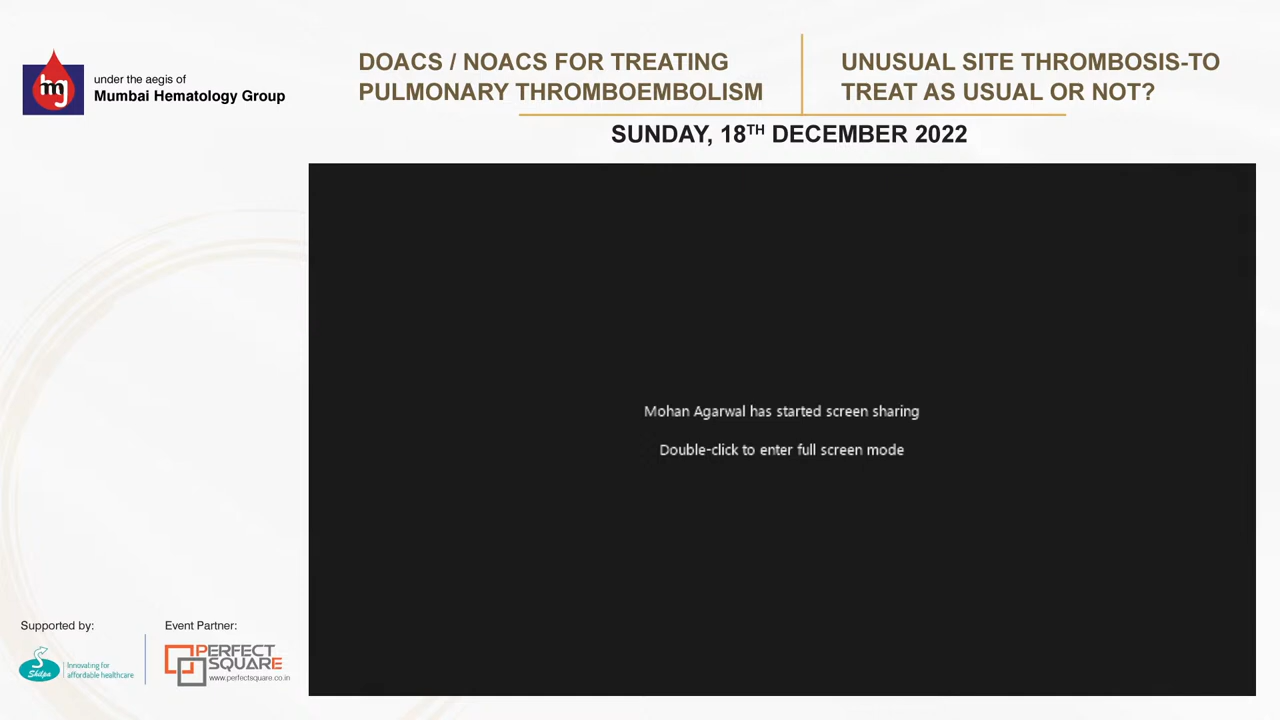 mg
under the aegis of
Mumbai Hematology Group
DOACS / NOACS FOR TREATING
PULMONARY THROMBOEMBOLISM
UNUSUAL SITE THROMBOSIS-TO
TREAT AS USUAL OR NOT?
SUNDAY, 18TH DECEMBER 2022
Mohan Agarwal has started screen sharing
Double-click to enter full screen mode
Supported by:
Shilpa
Innovating for
affordable healthcare
Event Partner:
PERFECT
SQUARE
www.perfectsquare.co.in